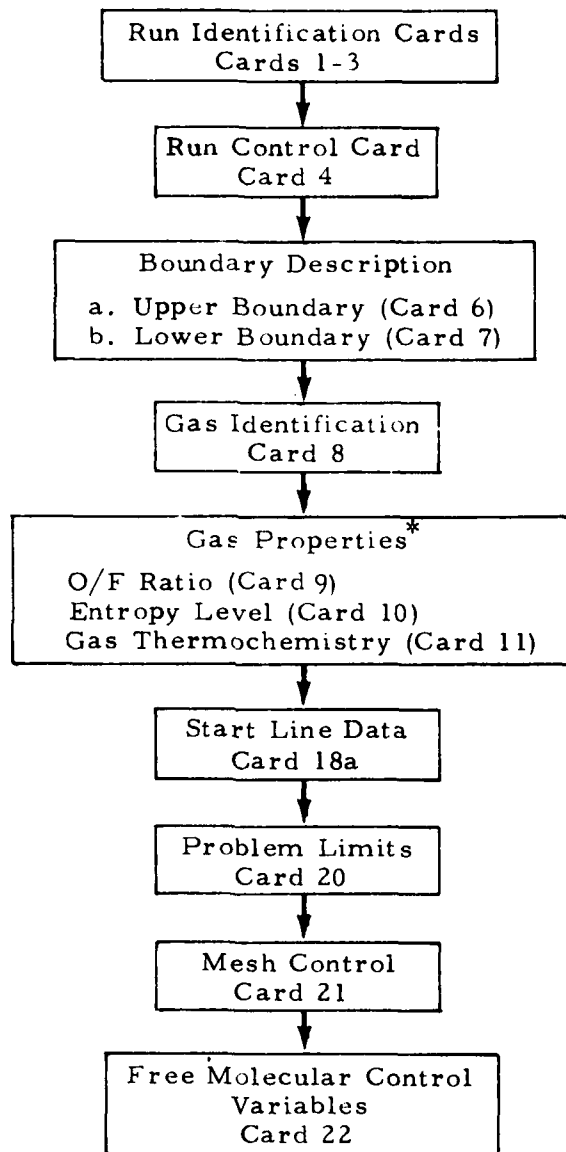 Run Identification Cards
Cards 1-3
Run Control Card
Card 4
Boundary Description
a. Upper Boundary (Card 6)
b. Lower Boundary (Card 7)
Gas Identification
Card 8
Gas Properties*
O/F Ratio (Card 9)
Entropy Level (Card 10)
Gas Thermochemistry (Card 11)
Start Line Data
Card 18a
Problem Limits
Card 20
Mesh Control
Card 21
Free Molecular Control
Variables
Card 22